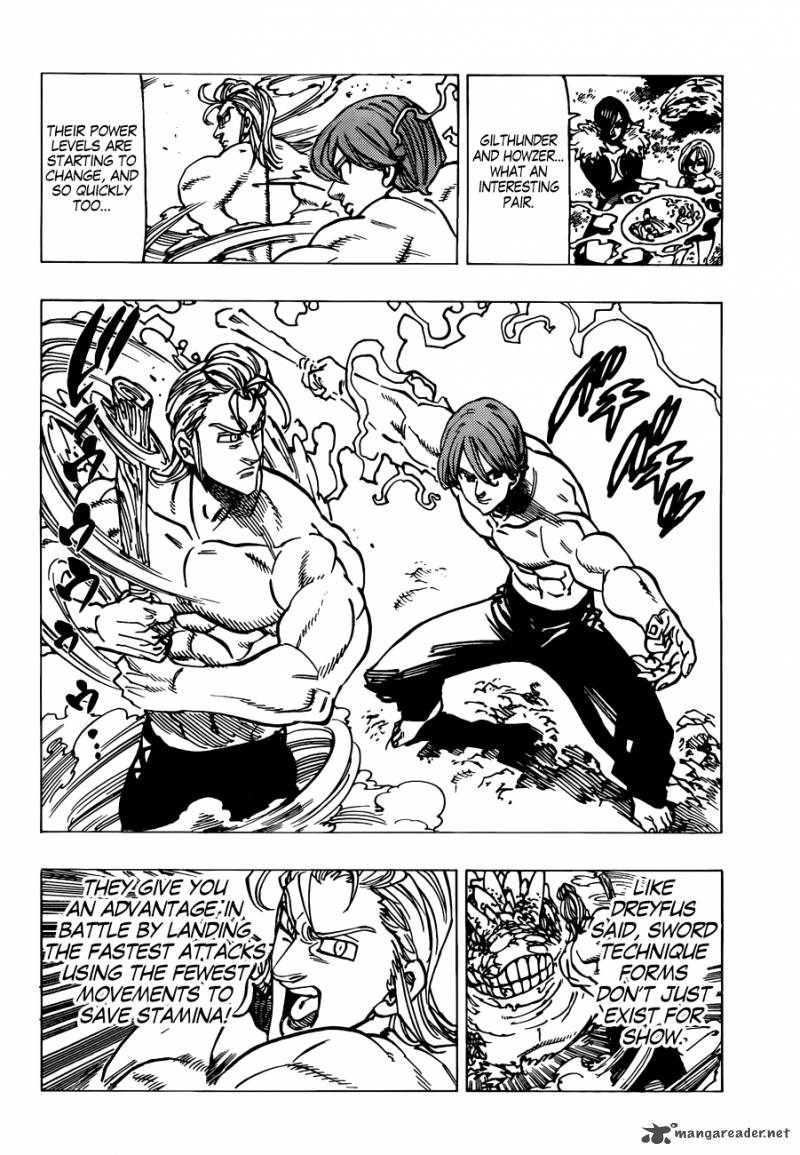 GILTHUNDER
AND HOWZER...
WHAT AN
INTERESTING
PAIR.
THEIR POWER
LEVELS ARE
STARTING TO
CHANGE, AND
SO QUICKLY
TOO...
LIKE
DREYFUS
SAID, SWORD
TECHNIQUE
FORMS
DON'T JUST
EXIST FOR
SHOW.
THEY GIVE YOU
AN ADVANTAGE IN
BATTLE BY LANDING
THE FASTEST ATTACKS
USING THE FEWEST
MOVEMENTS TO
SAVE STAMINA!
mangareader.net